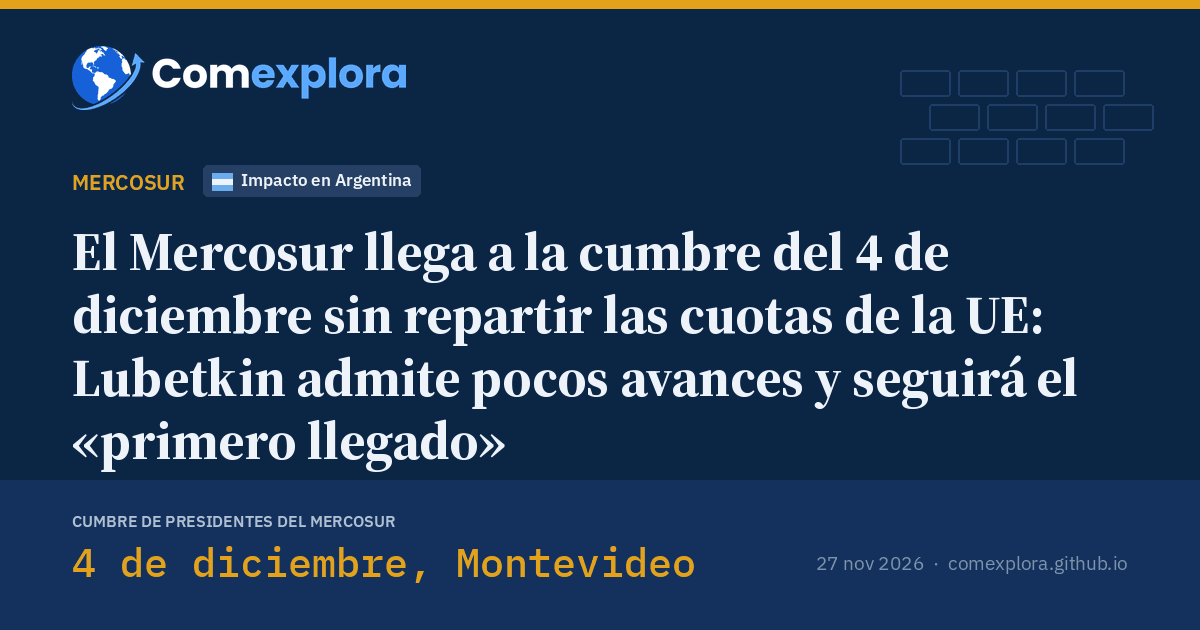 Comexplora
MERCOSUR
Impacto en Argentina
El Mercosur llega a la cumbre del 4 de
diciembre sin repartir las cuotas de la UE:
Lubetkin admite pocos avances y seguirá el
«primero llegado»
CUMBRE DE PRESIDENTES DEL MERCOSUR
4 de diciembre, Montevideo
27 nov 2026 · comexplora.github.io